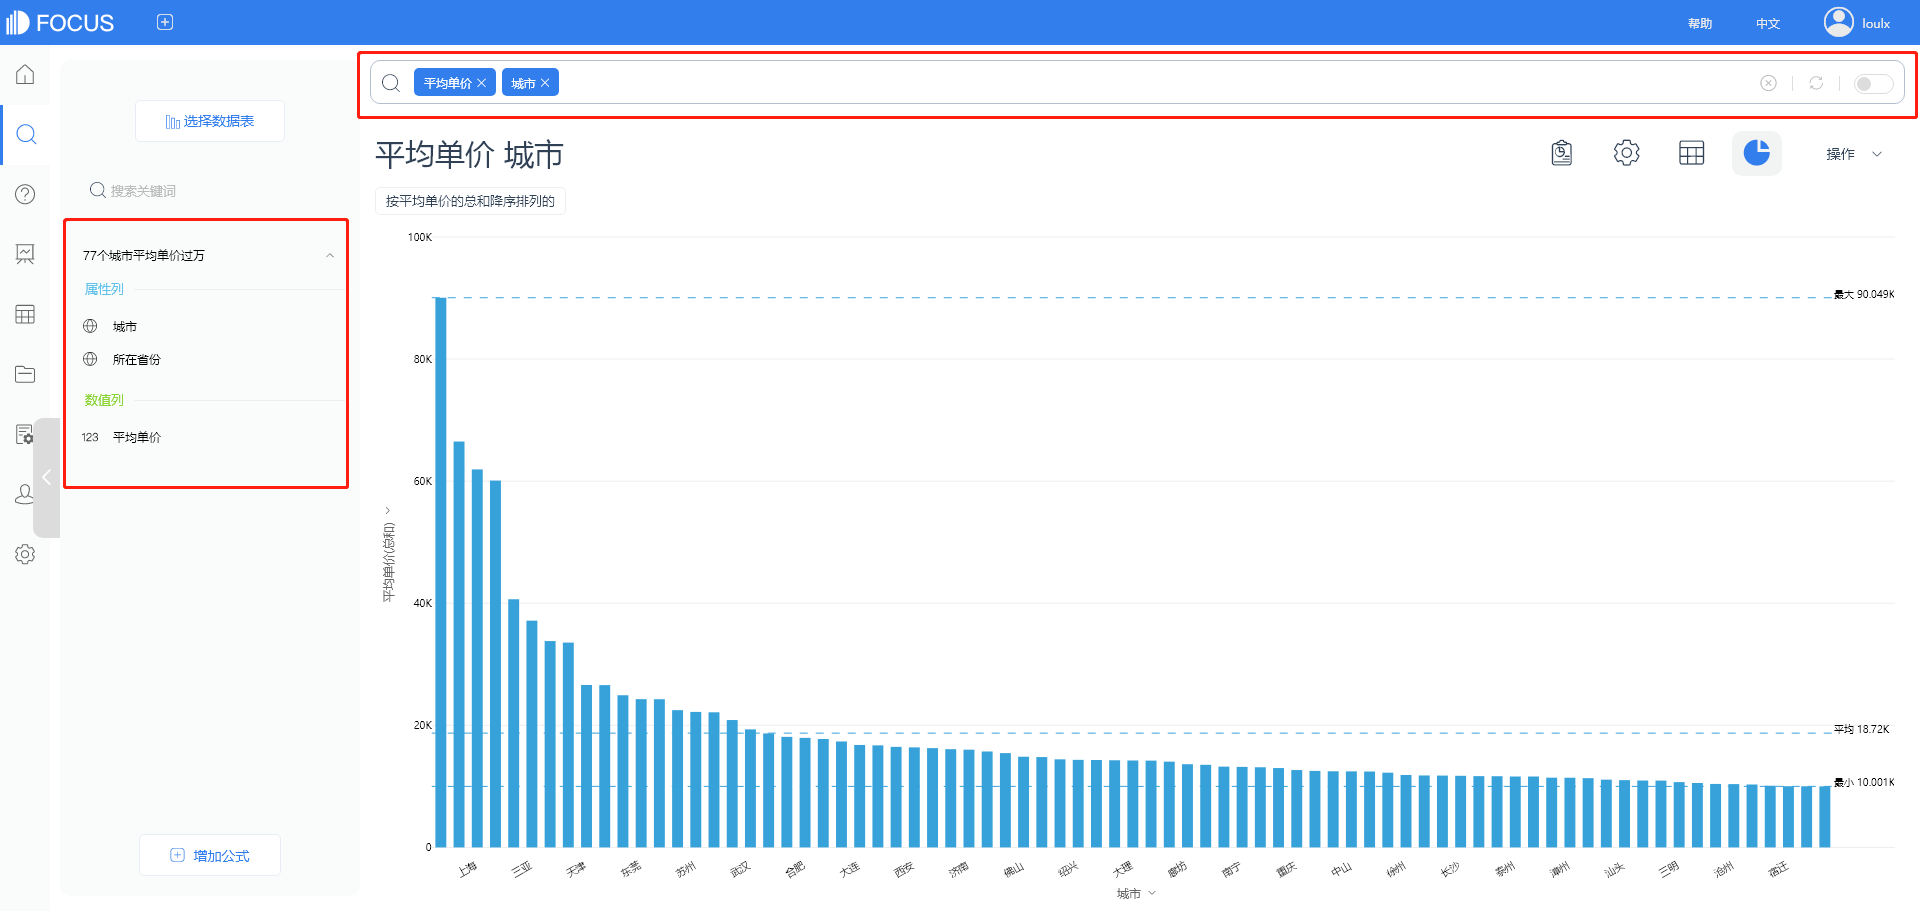 FOCUS
帮助
中文
loulx
平均单价
城市
选择数据表
搜索关键词
77个城市平均单价过万
属性列
城市
所在省份
数值列
123 平均单价
增加公式
平均单价 城市
操作
按平均单价的总和降序排列的
100K
80K
60K
40K
20K
0
平均单价(总和)
最大 90.049K
平均 18.72K
最小 10.001K
上海 三亚 天津 东莞 苏州 武汉 合肥 大连 西安 济南 佛山 绍兴 大理 廊坊 南宁 重庆 中山 徐州 长沙 泰州 漳州 汕头 三明 沧州 宿迁
城市